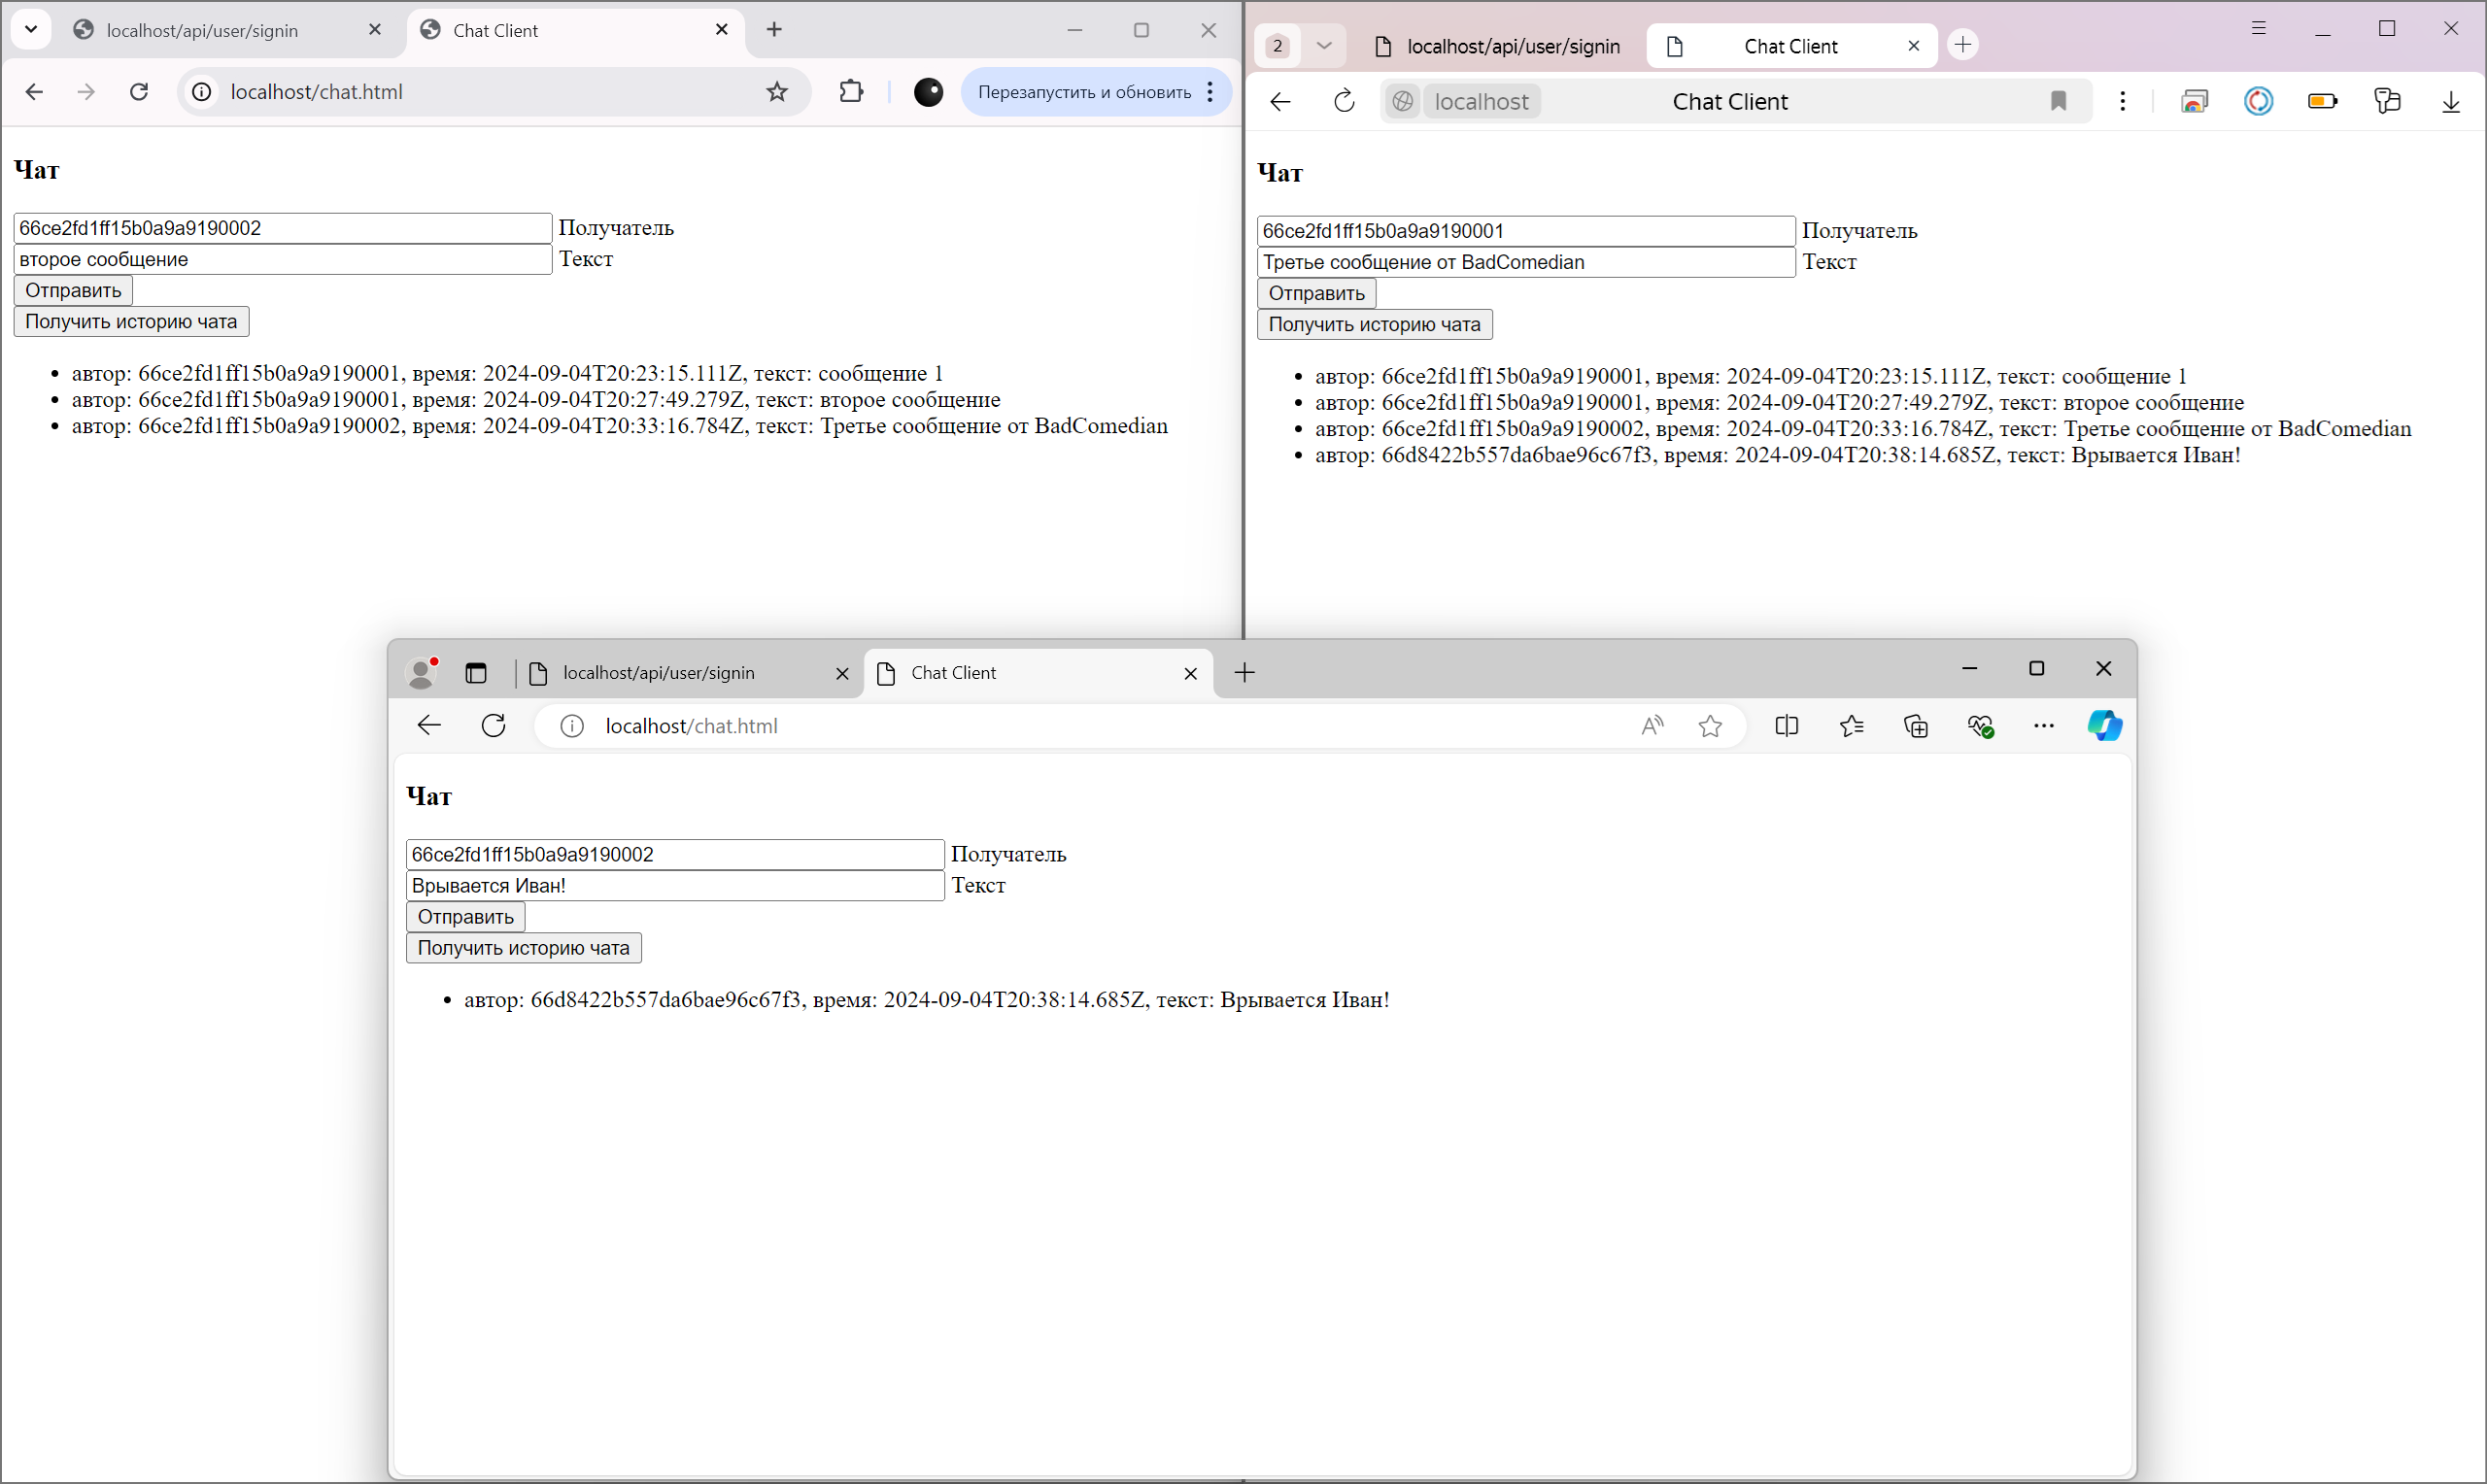 localhost/api/user/signin
Chat Client
localhost/chat.html
Перезапустить и обновить
Чат
66ce2fd1ff15b0a9a9190002 Получатель
второе сообщение Текст
Отправить
Получить историю чата
автор: 66ce2fd1ff15b0a9a9190001, время: 2024-09-04T20:23:15.111Z, текст: сообщение 1
автор: 66ce2fd1ff15b0a9a9190001, время: 2024-09-04T20:27:49.279Z, текст: второе сообщение
автор: 66ce2fd1ff15b0a9a9190002, время: 2024-09-04T20:33:16.784Z, текст: Третье сообщение от BadComedian
2
localhost/api/user/signin
Chat Client
localhost
Chat Client
Чат
66ce2fd1ff15b0a9a9190001 Получатель
Третье сообщение от BadComedian Текст
Отправить
Получить историю чата
автор: 66ce2fd1ff15b0a9a9190001, время: 2024-09-04T20:23:15.111Z, текст: сообщение 1
автор: 66ce2fd1ff15b0a9a9190001, время: 2024-09-04T20:27:49.279Z, текст: второе сообщение
автор: 66ce2fd1ff15b0a9a9190002, время: 2024-09-04T20:33:16.784Z, текст: Третье сообщение от BadComedian
автор: 66d8422b557da6bae96c67f3, время: 2024-09-04T20:38:14.685Z, текст: Врывается Иван!
localhost/api/user/signin
Chat Client
localhost/chat.html
Чат
66ce2fd1ff15b0a9a9190002 Получатель
Врывается Иван! Текст
Отправить
Получить историю чата
автор: 66d8422b557da6bae96c67f3, время: 2024-09-04T20:38:14.685Z, текст: Врывается Иван!